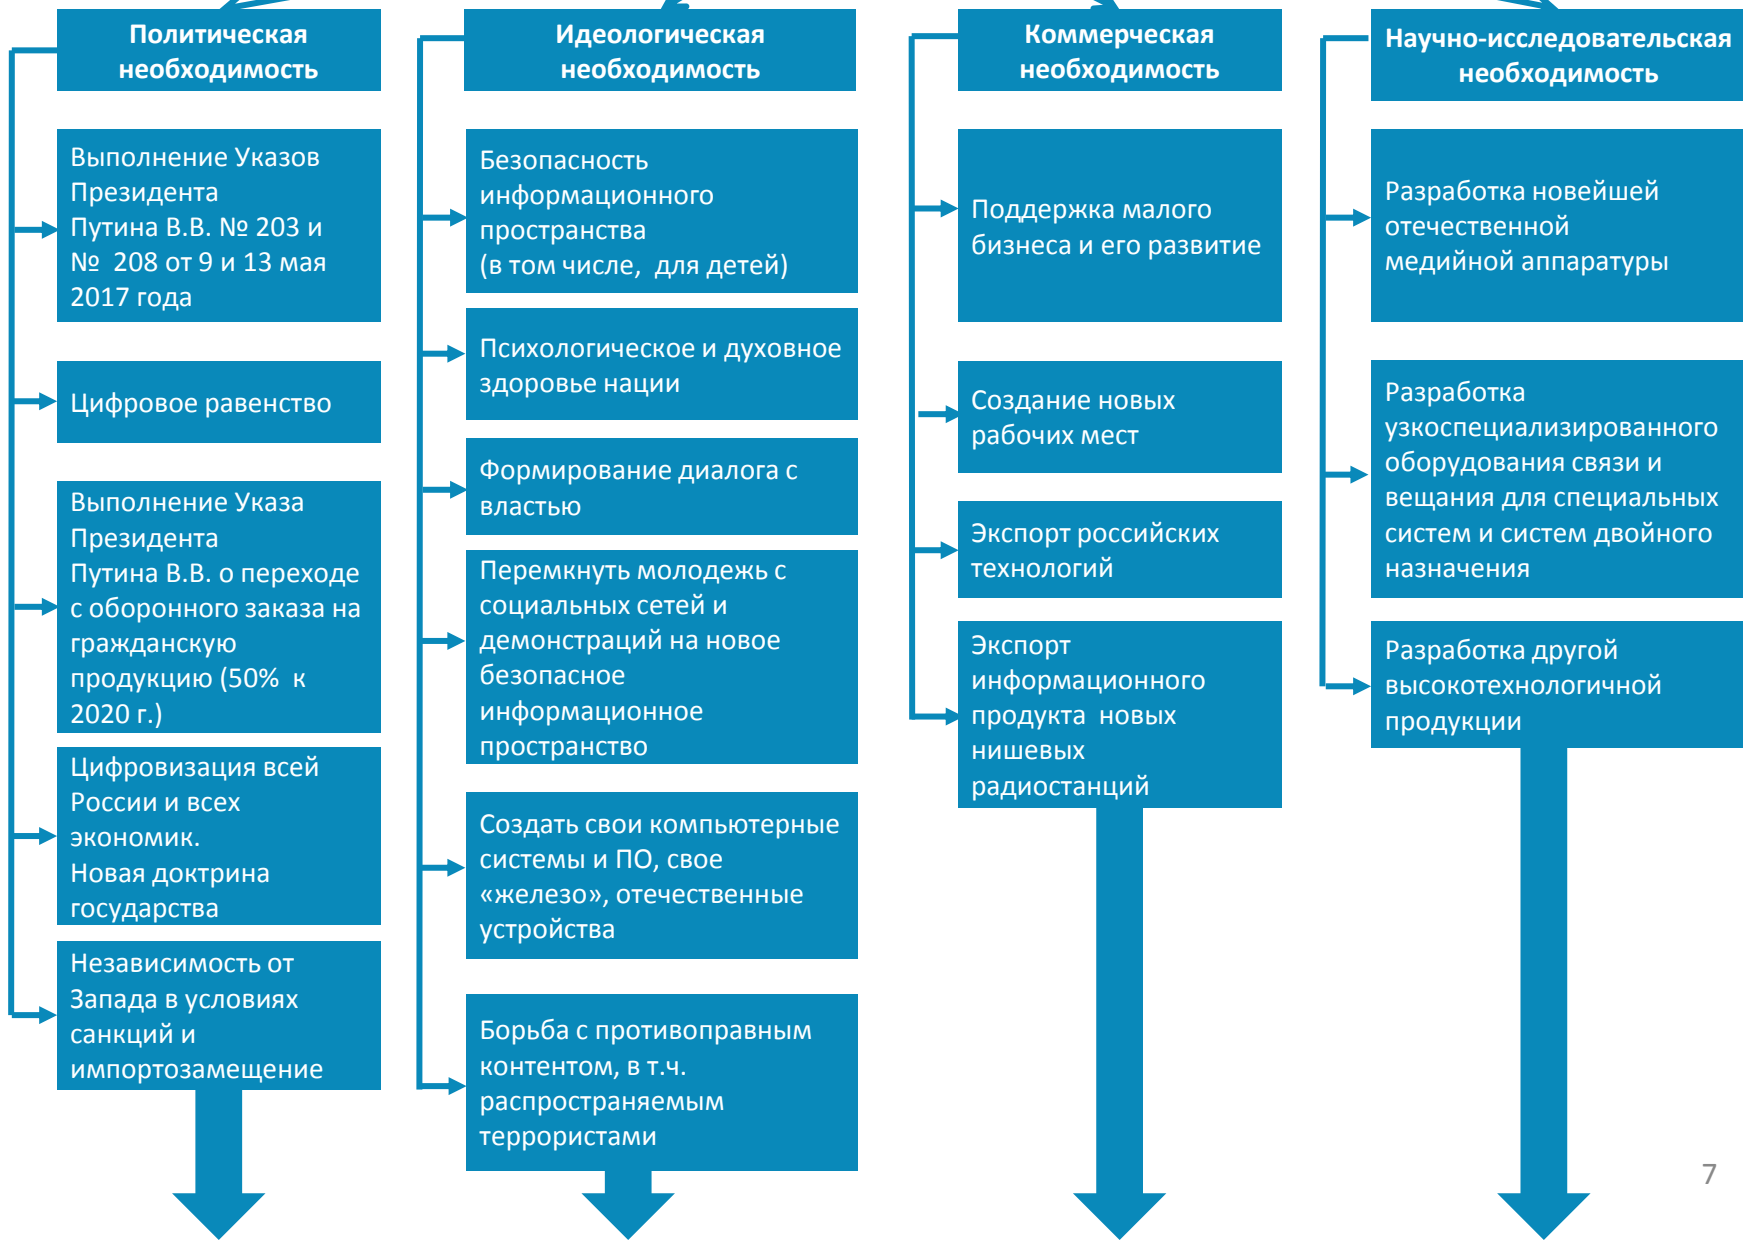 Политическая
необходимость
Выполнение Указов
Президента
Путина В.В. № 203 и
№ 208 от 9 и 13 мая
2017 года
Цифровое равенство
Выполнение Указа
Президента
Путина В.В. о переходе
с оборонного заказа на
гражданскую
продукцию (50% к
2020 г.)
Цифровизация всей
России и всех
экономик.
Новая доктрина
государства
Независимость от
Запада в условиях
санкций и
импортозамещение
Идеологическая
необходимость
Безопасность
информационного
пространства
(в том числе, для детей)
Психологическое и духовное
здоровье нации
Формирование диалога с
властью
Перемкнуть молодежь с
социальных сетей и
демонстраций на новое
безопасное
информационное
пространство
Создать свои компьютерные
системы и ПО, свое
«железо», отечественные
устройства
Борьба с противоправным
контентом, в т.ч.
распространяемым
террористами
Коммерческая
необходимость
Поддержка малого
бизнеса и его развитие
Создание новых
рабочих мест
Экспорт российских
технологий
Экспорт
информационного
продукта новых
нишевых
радиостанций
Научно-исследовательская
необходимость
Разработка новейшей
отечественной
медийной аппаратуры
Разработка
узкоспециализированного
оборудования связи и
вещания для специальных
систем и систем двойного
назначения
Разработка другой
высокотехнологичной
продукции
7